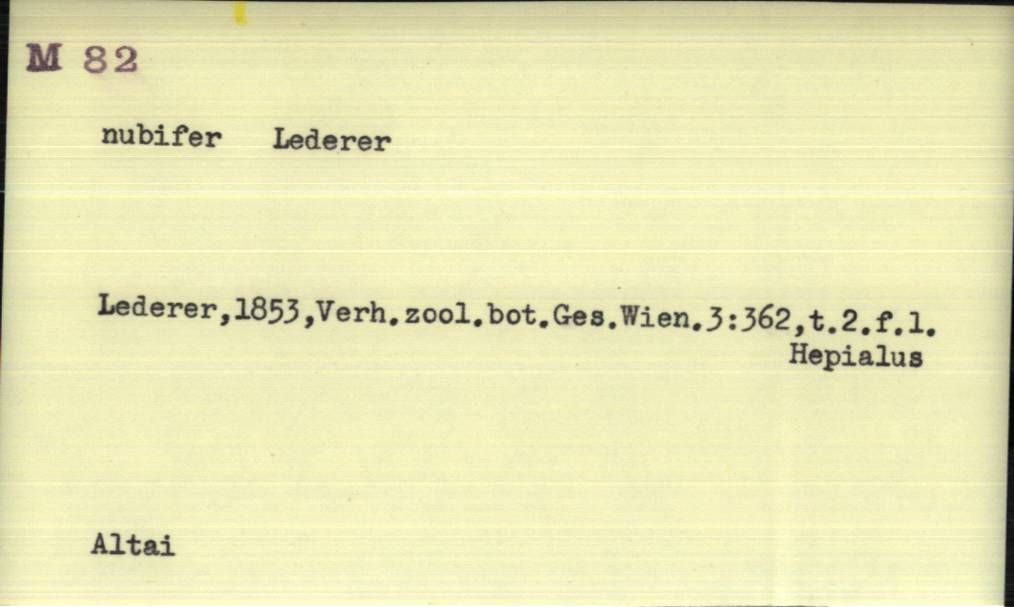 M 82
nubifer Lederer
Lederer,1853,Verh.zool.bot.Ges.Wien.3:362,t.2.f.1.
Hepialus
Altai